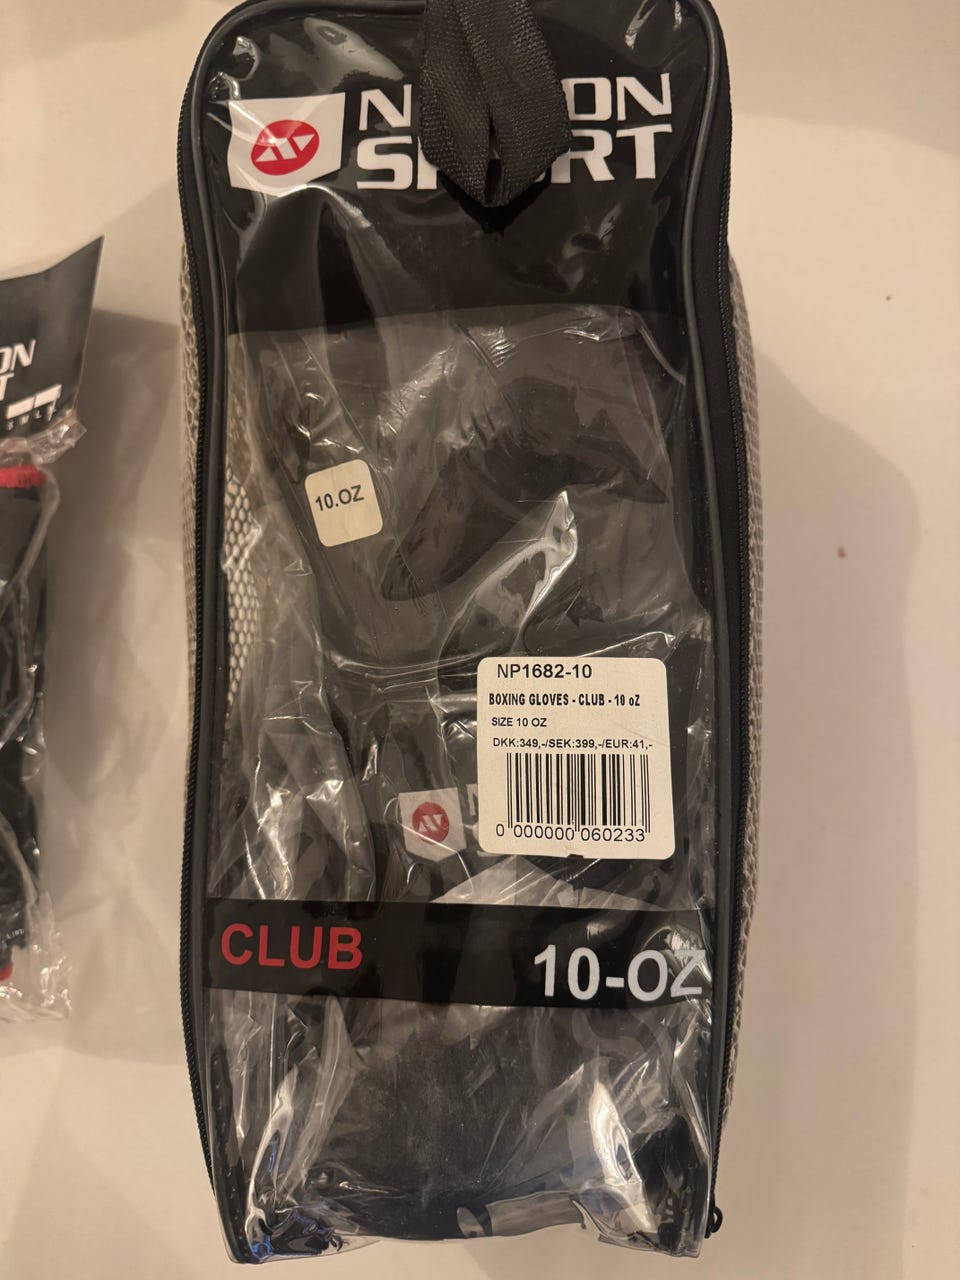 ON
T
S M L
10.OZ
NP1682-10
BOXING GLOVES - CLUB - 10 oZ
SIZE 10 OZ
DKK:349,-/SEK:399,-/EUR:41,-
0 000000 060233
CLUB
10-OZ